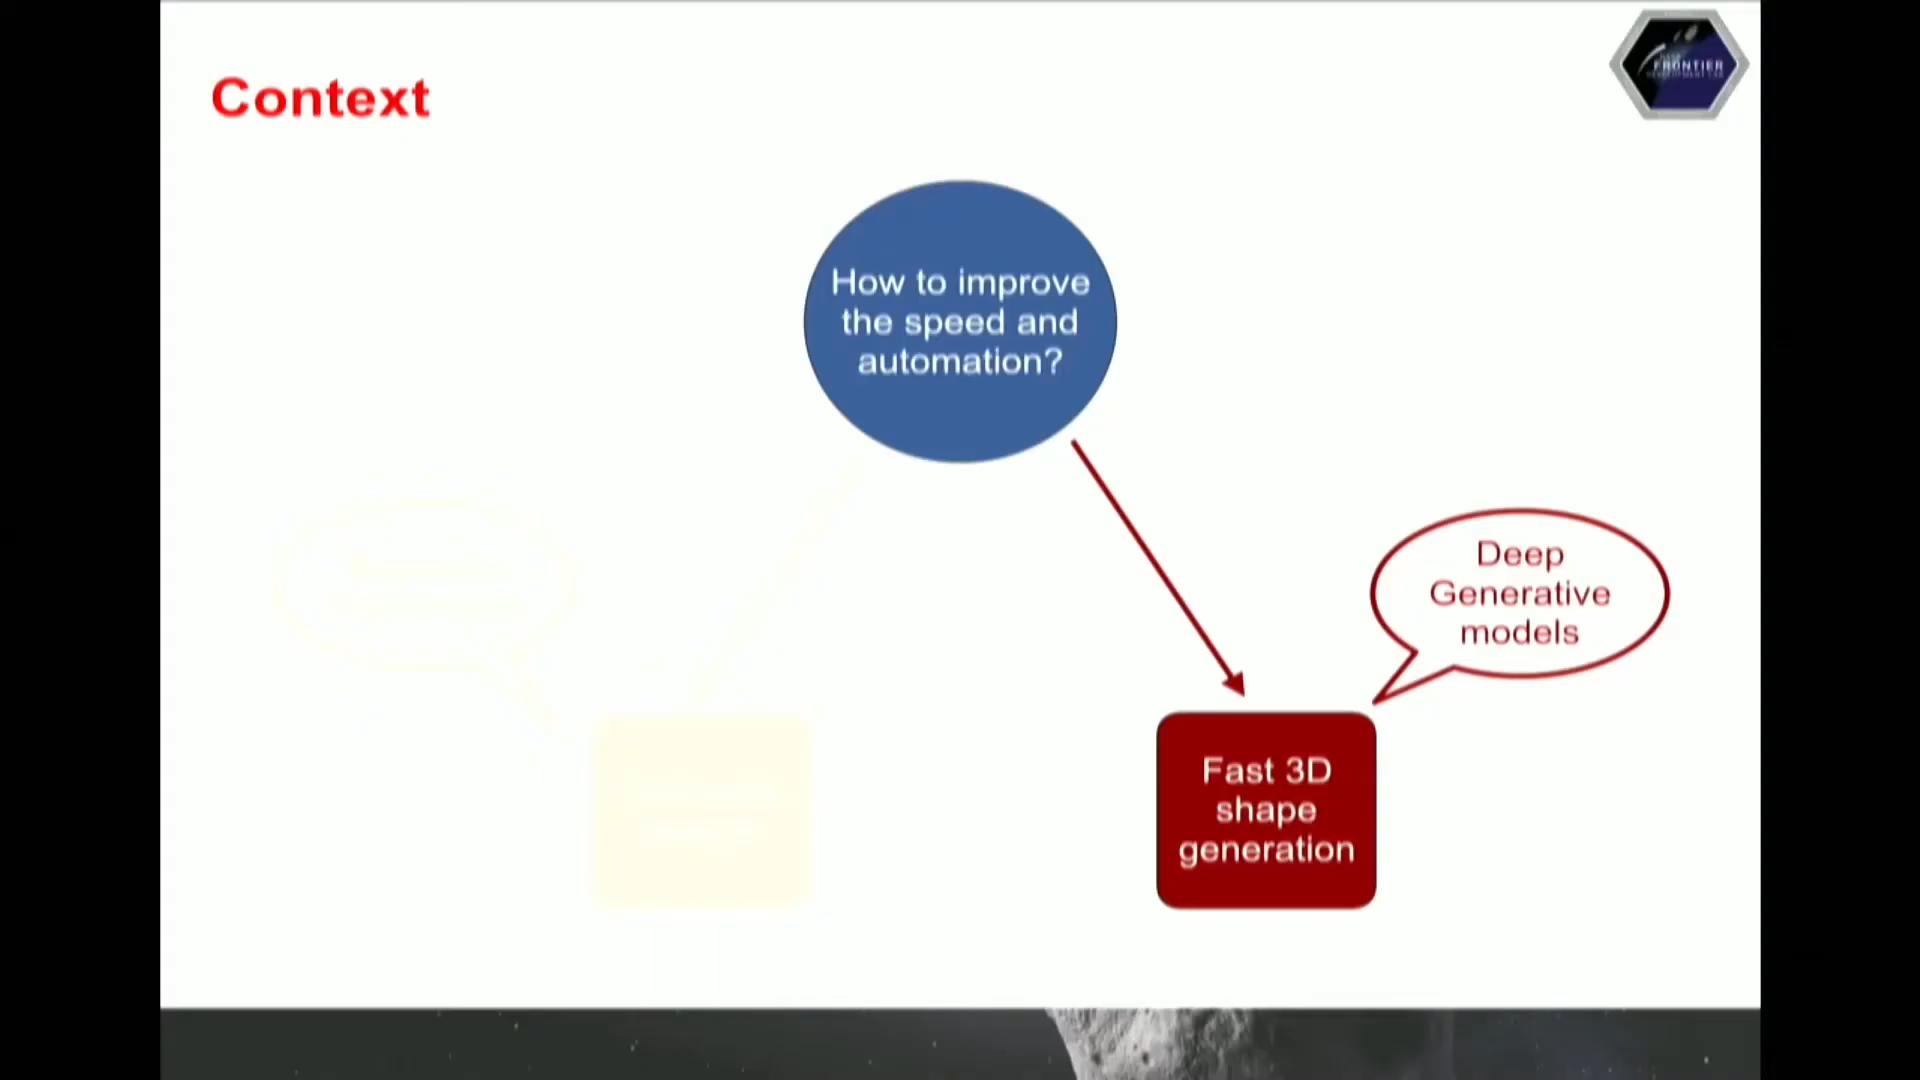 Context
FRONTIER
How to improve
the speed and
automation?
Deep
Generative
models
Fast 3D
shape
generation